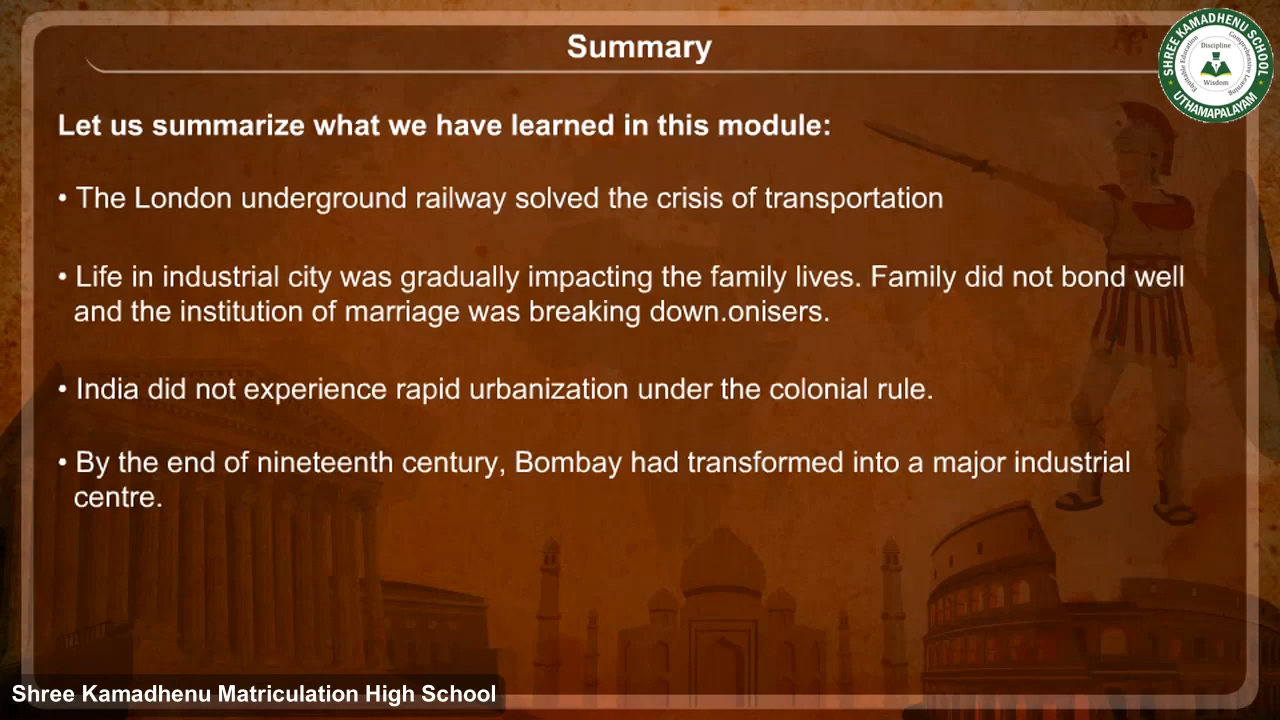 Summary
SHREE KAMADHENU SCHOOL
Equitable Education
Discipline
Comprehensive Learning
Wisdom
UTHAMAPALAYAM
Let us summarize what we have learned in this module:
• The London underground railway solved the crisis of transportation
• Life in industrial city was gradually impacting the family lives. Family did not bond well
and the institution of marriage was breaking down.onisers.
• India did not experience rapid urbanization under the colonial rule.
• By the end of nineteenth century, Bombay had transformed into a major industrial
centre.
Shree Kamadhenu Matriculation High School